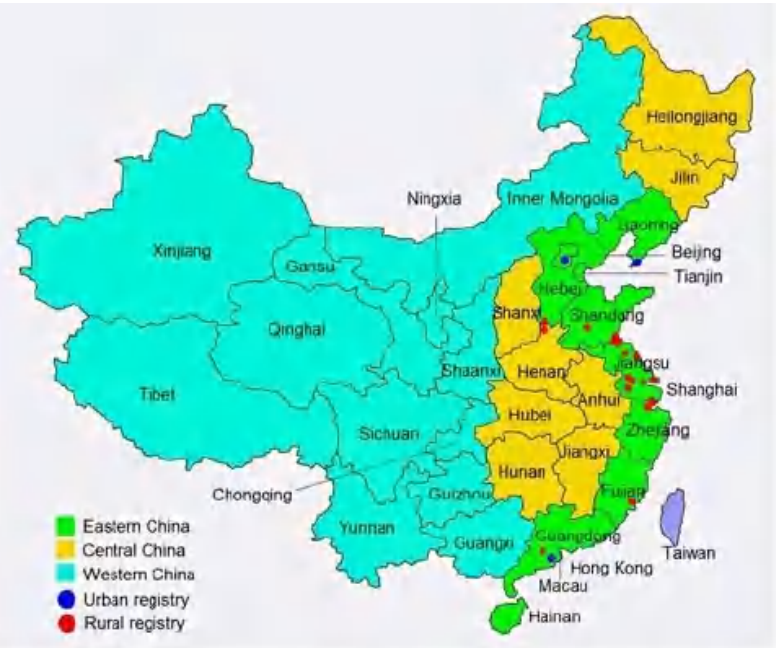 Heilongjiang
Jilin
Ningxia
Inner Mongolia
Liaoning
Beijing
Xinjiang
Gansu
Tianjin
Hebei
Shanxi
Shandong
Qinghai
Shaanxi
Henan
Jiangsu
Shanghai
Tibet
Anhui
Hubei
Zhejiang
Sichuan
Jiangxi
Hunan
Chongqing
Guizhou
Fujian
Eastern China
Yunnan
Guangxi
Guangdong
Taiwan
Central China
Hong Kong
Western China
Macau
Urban registry
Hainan
Rural registry